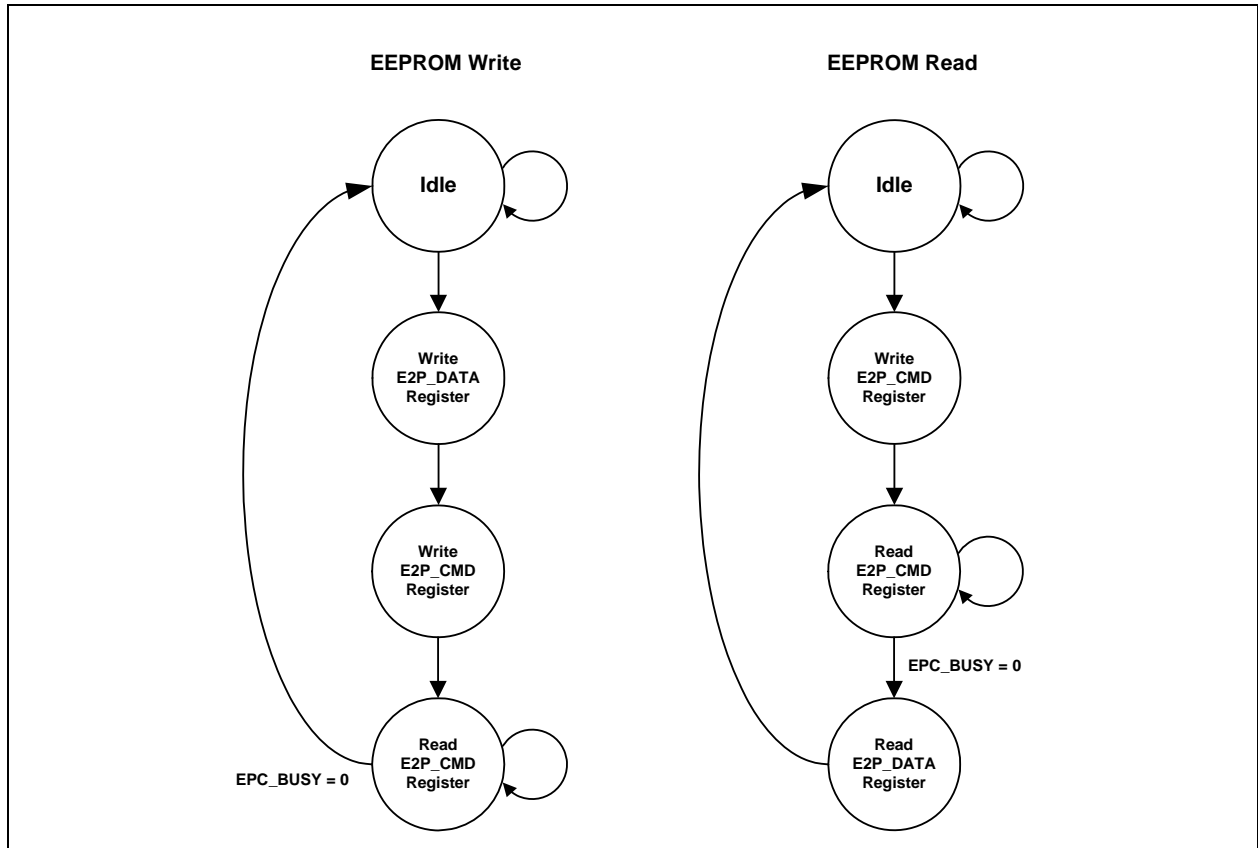 EEPROM Write
Idle
Write
E2P_DATA
Register
Write
E2P_CMD
Register
Read
E2P_CMD
Register
EPC_BUSY = 0
EEPROM Read
Idle
Write
E2P_CMD
Register
Read
E2P_CMD
Register
EPC_BUSY = 0
Read
E2P_DATA
Register